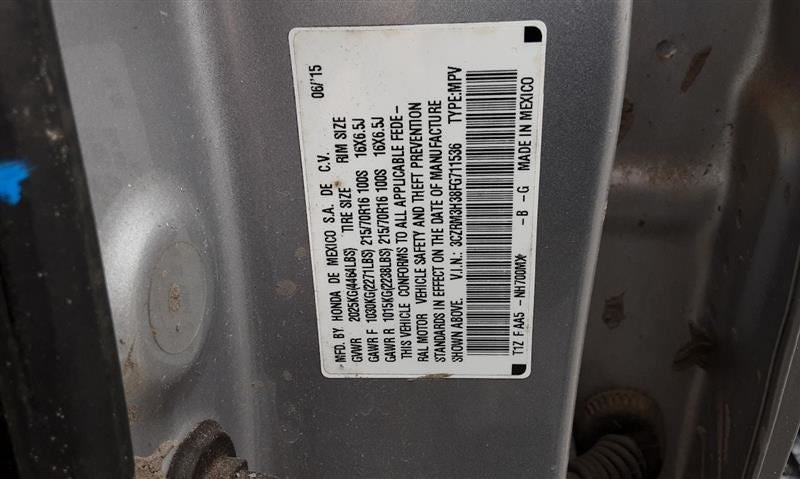 06/'15
MFD. BY HONDA DE MEXICO S.A. DE C.V.
GVWR 2025KG(4464LBS) TIRE SIZE RIM SIZE
GAWR F 1030KG(2271LBS) 215/70R16 100S 16X6.5J
GAWR R 1015KG(2238LBS) 215/70R16 100S 16X6.5J
THIS VEHICLE CONFORMS TO ALL APPLICABLE FEDE-
RAL MOTOR VEHICLE SAFETY AND THEFT PREVENTION
STANDARDS IN EFFECT ON THE DATE OF MANUFACTURE
SHOWN ABOVE. V.I.N.: 3CZRM3H38FG711536 TYPE:MPV
T1Z F AA5 -NH700MX* -B -G MADE IN MEXICO